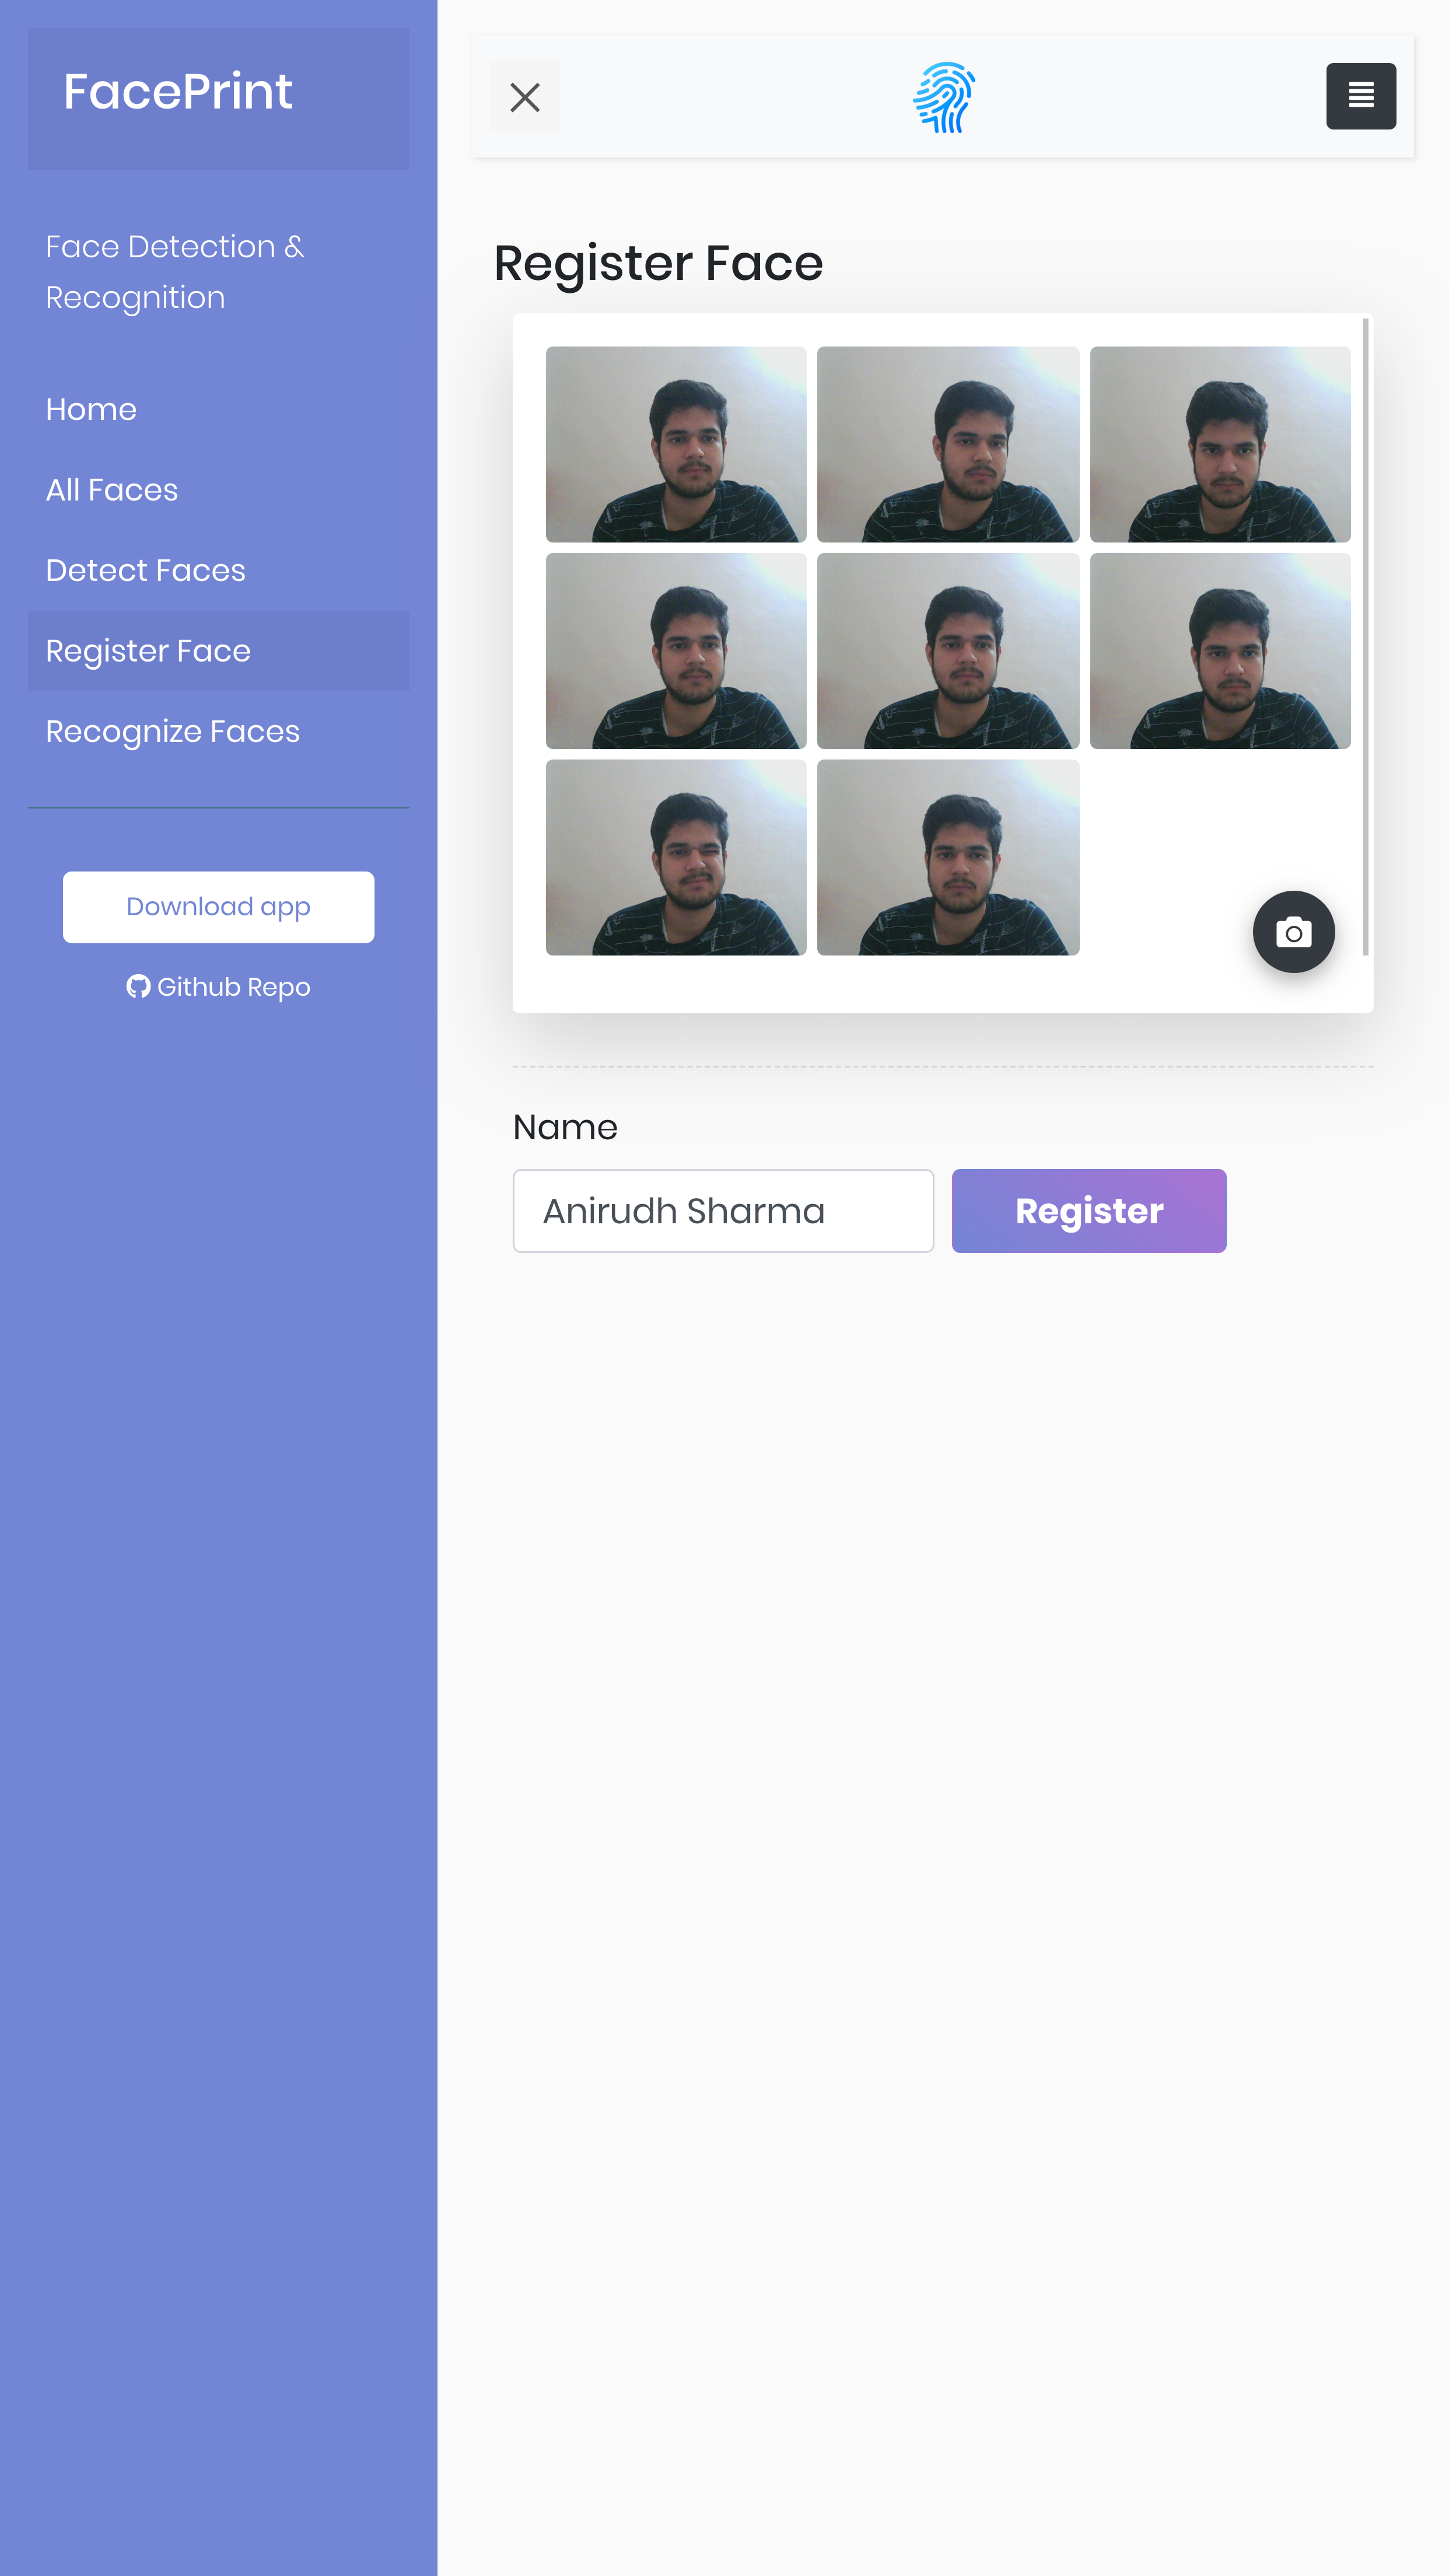 FacePrint
Face Detection &
Recognition
Home
All Faces
Detect Faces
Register Face
Recognize Faces
Download app
Github Repo
Register Face
Name
Anirudh Sharma
Register